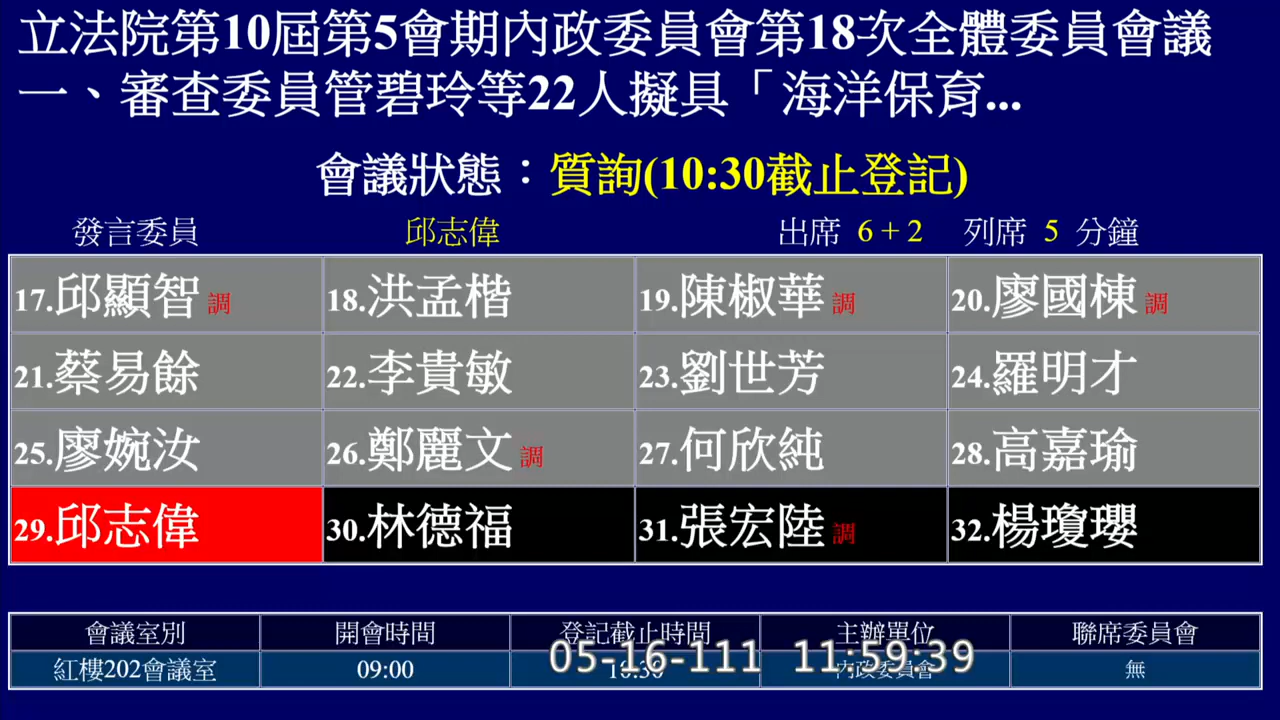 立法院第10屆第5會期內政委員會第18次全體委員會議
一、審查委員管碧玲等22人擬具「海洋保育...
會議狀態：質詢(10:30截止登記)
發言委員 邱志偉 出席 6 + 2 列席 5 分鐘
17.邱顯智 調 18.洪孟楷 19.陳椒華 調 20.廖國棟 調
21.蔡易餘 22.李貴敏 23.劉世芳 24.羅明才
25.廖婉汝 26.鄭麗文 調 27.何欣純 28.高嘉瑜
29.邱志偉 30.林德福 31.張宏陸 調 32.楊瓊瓔
會議室別 開會時間 登記截止時間 主辦單位 聯席委員會
紅樓202會議室 09:00 10:30 內政委員會 無
05-16-111 11:59:39